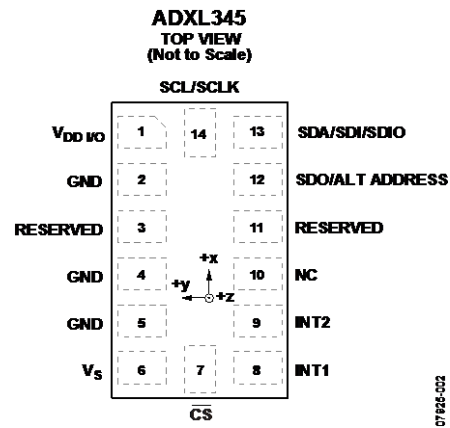 ADXL345
TOP VIEW
(Not to Scale)
SCL/SCLK
VDD I/O 1 14 13 SDA/SDI/SDIO
GND 2 12 SDO/ALT ADDRESS
RESERVED 3 11 RESERVED
+x
GND 4 10 NC
+y +z
GND 5 9 INT2
VS 6 7 8 INT1
CS
07925-002